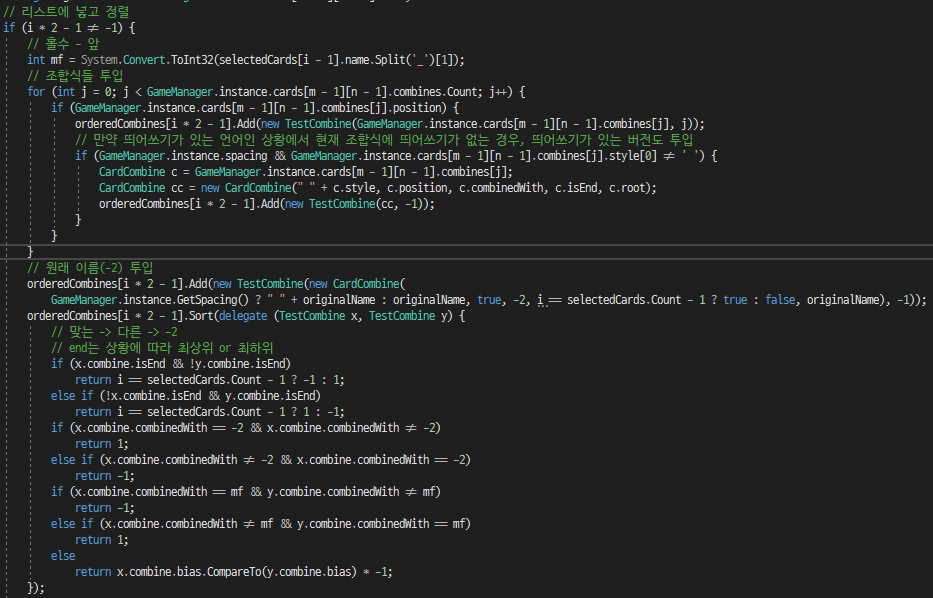 // 리스트에 넣고 정렬
if (i * 2 - 1 ≠ -1) {
// 홀수 - 앞
int mf = System.Convert.ToInt32(selectedCards[i - 1].name.Split('_')[1]);
// 조합식들 투입
for (int j = 0; j < GameManager.instance.cards[m - 1][n - 1].combines.Count; j++) {
if (GameManager.instance.cards[m - 1][n - 1].combines[j].position) {
orderedCombines[i * 2 - 1].Add(new TestCombine(GameManager.instance.cards[m - 1][n - 1].combines[j], j));
// 만약 띄어쓰기가 있는 언어인 상황에서 현재 조합식에 띄어쓰기가 없는 경우, 띄어쓰기가 있는 버젼도 투입
if (GameManager.instance.spacing && GameManager.instance.cards[m - 1][n - 1].combines[j].style[0] ≠ ' ') {
CardCombine c = GameManager.instance.cards[m - 1][n - 1].combines[j];
CardCombine cc = new CardCombine(" " + c.style, c.position, c.combinedWith, c.isEnd, c.root);
orderedCombines[i * 2 - 1].Add(new TestCombine(cc, -1));
}
}
}
// 원래 이름(-2) 투입
orderedCombines[i * 2 - 1].Add(new TestCombine(new CardCombine(
GameManager.instance.GetSpacing() ? " " + originalName : originalName, true, -2, i == selectedCards.Count - 1 ? true : false, originalName), -1));
orderedCombines[i * 2 - 1].Sort(delegate (TestCombine x, TestCombine y) {
// 맞는 -> 다른 -> -2
// end는 상황에 따라 최상위 or 최하위
if (x.combine.isEnd && !y.combine.isEnd)
return i == selectedCards.Count - 1 ? -1 : 1;
else if (!x.combine.isEnd && y.combine.isEnd)
return i == selectedCards.Count - 1 ? 1 : -1;
if (x.combine.combinedWith == -2 && x.combine.combinedWith ≠ -2)
return 1;
else if (x.combine.combinedWith ≠ -2 && x.combine.combinedWith == -2)
return -1;
if (x.combine.combinedWith == mf && y.combine.combinedWith ≠ mf)
return -1;
else if (x.combine.combinedWith ≠ mf && y.combine.combinedWith == mf)
return 1;
else
return x.combine.bias.CompareTo(y.combine.bias) * -1;
});